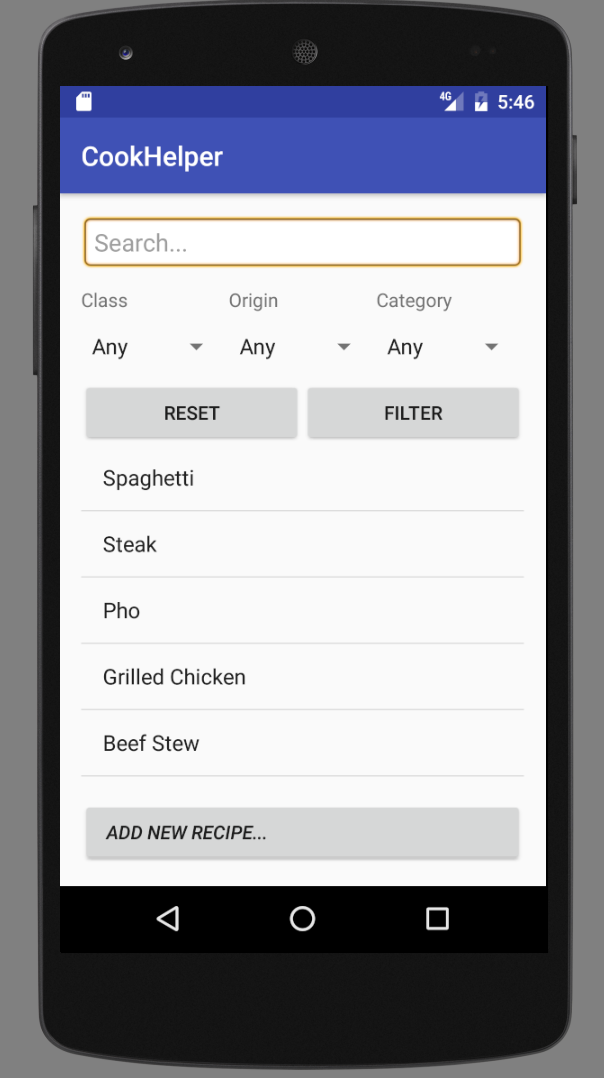 4G 5:46
CookHelper
Search...
Class Origin Category
Any Any Any
RESET FILTER
Spaghetti
Steak
Pho
Grilled Chicken
Beef Stew
ADD NEW RECIPE...